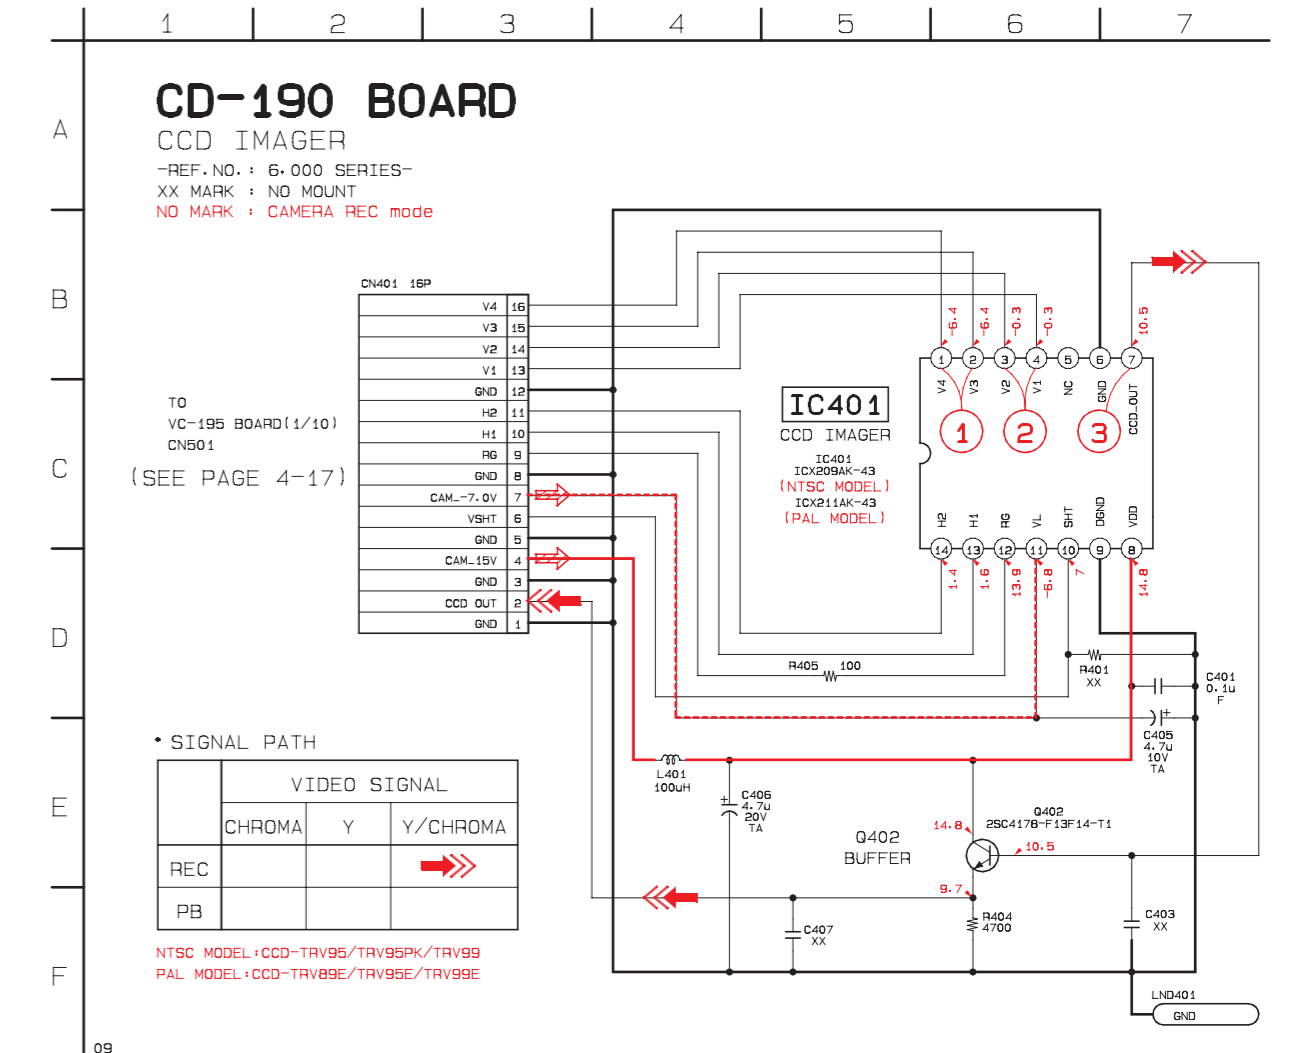 1 2 3 4 5 6 7
A
B
C
D
E
F
CD-190 BOARD
CCD IMAGER
-REF.NO.: 6,000 SERIES-
XX MARK : NO MOUNT
NO MARK : CAMERA REC mode
CN401 16P
V4 16
V3 15
V2 14
V1 13
GND 12
H2 11
H1 10
RG 9
GND 8
CAM_-7.0V 7
VSHT 6
GND 5
CAM_15V 4
GND 3
CCD OUT 2
GND 1
TO
VC-195 BOARD(1/10)
CN501
(SEE PAGE 4-17)
-6.4 -6.4 -0.3 -0.3 10.5
1 2 3 4 5 6 7
V4 V3 V2 V1 NC GND CCD_OUT
1 2 3
IC401
CCD IMAGER
IC401
ICX209AK-43
(NTSC MODEL)
ICX211AK-43
(PAL MODEL)
H2 H1 RG VL SHT DGND VDD
14 13 12 11 10 9 8
1.4 1.6 13.9 -6.8 7 14.8
R405 100
R401
XX
C401
0.1u
F
C405
4.7u
10V
TA
L401
100uH
C406
4.7u
20V
TA
Q402
BUFFER
Q402
2SC4178-F13F14-T1
14.8
10.5
9.7
R404
4700
C407
XX
C403
XX
LND401
GND
• SIGNAL PATH
VIDEO SIGNAL
CHROMA Y Y/CHROMA
REC
PB
NTSC MODEL:CCD-TRV95/TRV95PK/TRV99
PAL MODEL:CCD-TRV89E/TRV95E/TRV99E
09